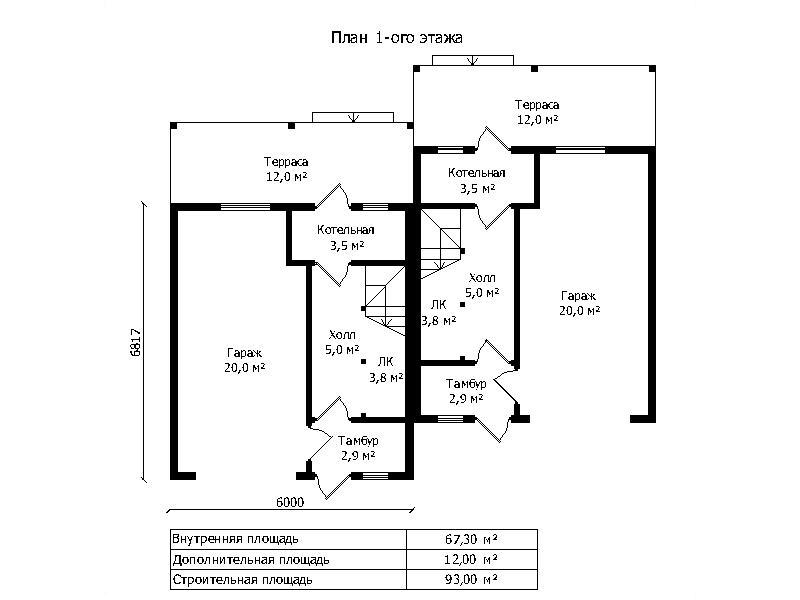 План 1-ого этажа
Терраса
12,0 м²
Котельная
3,5 м²
Холл
5,0 м²
ЛК
3,8 м²
Гараж
20,0 м²
Тамбур
2,9 м²
Терраса
12,0 м²
Котельная
3,5 м²
Гараж
20,0 м²
Холл
5,0 м²
ЛК
3,8 м²
Тамбур
2,9 м²
6817
6000
Внутренняя площадь 67,30 м²
Дополнительная площадь 12,00 м²
Строительная площадь 93,00 м²